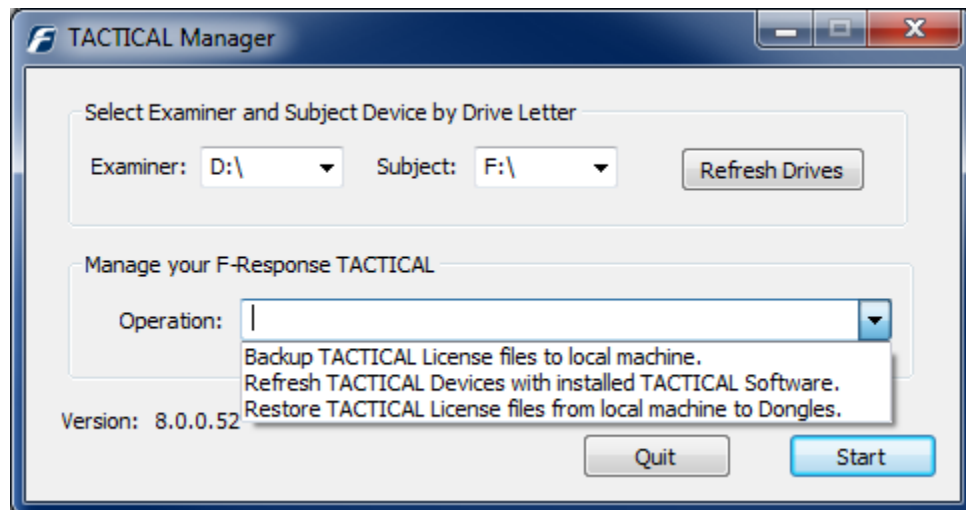 TACTICAL Manager
Select Examiner and Subject Device by Drive Letter
Examiner: D:\ Subject: F:\ Refresh Drives
Manage your F-Response TACTICAL
Operation:
Backup TACTICAL License files to local machine.
Refresh TACTICAL Devices with installed TACTICAL Software.
Restore TACTICAL License files from local machine to Dongles.
Version: 8.0.0.52
Quit Start